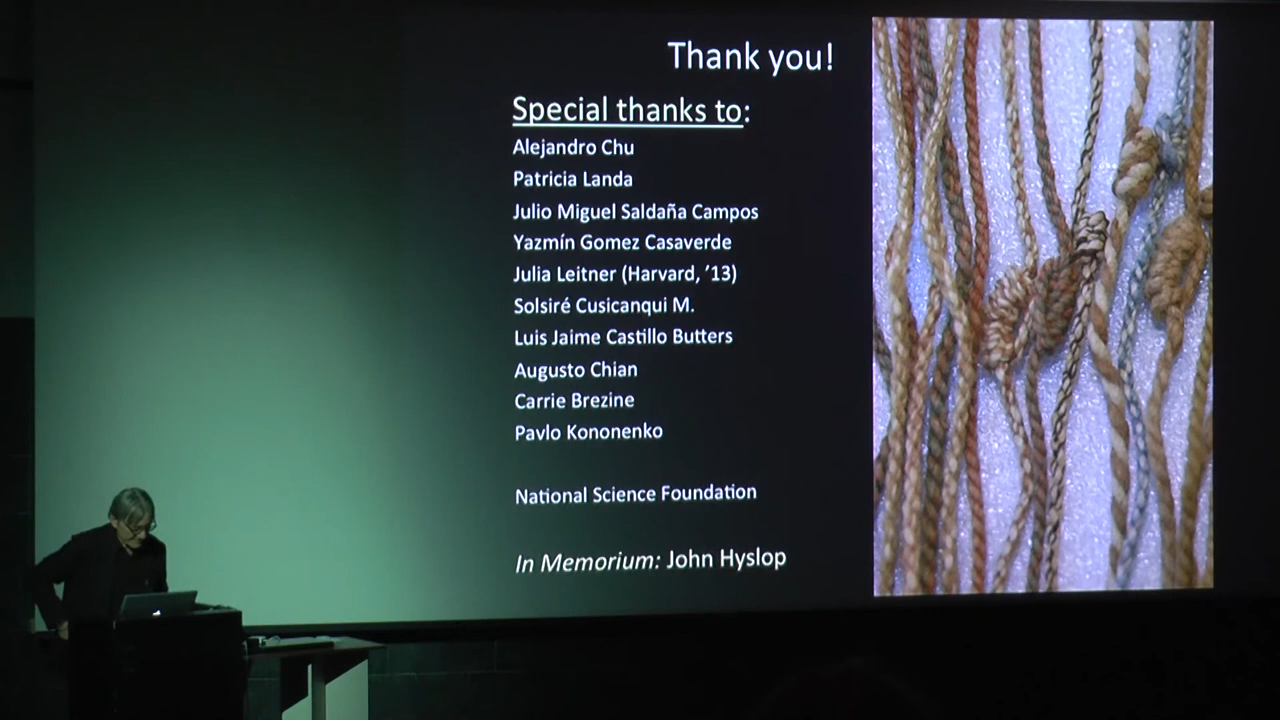 Thank you!
Special thanks to:
Alejandro Chu
Patricia Landa
Julio Miguel Saldaña Campos
Yazmín Gomez Casaverde
Julia Leitner (Harvard, ’13)
Solsiré Cusicanqui M.
Luis Jaime Castillo Butters
Augusto Chian
Carrie Brezine
Pavlo Kononenko
National Science Foundation
In Memorium: John Hyslop